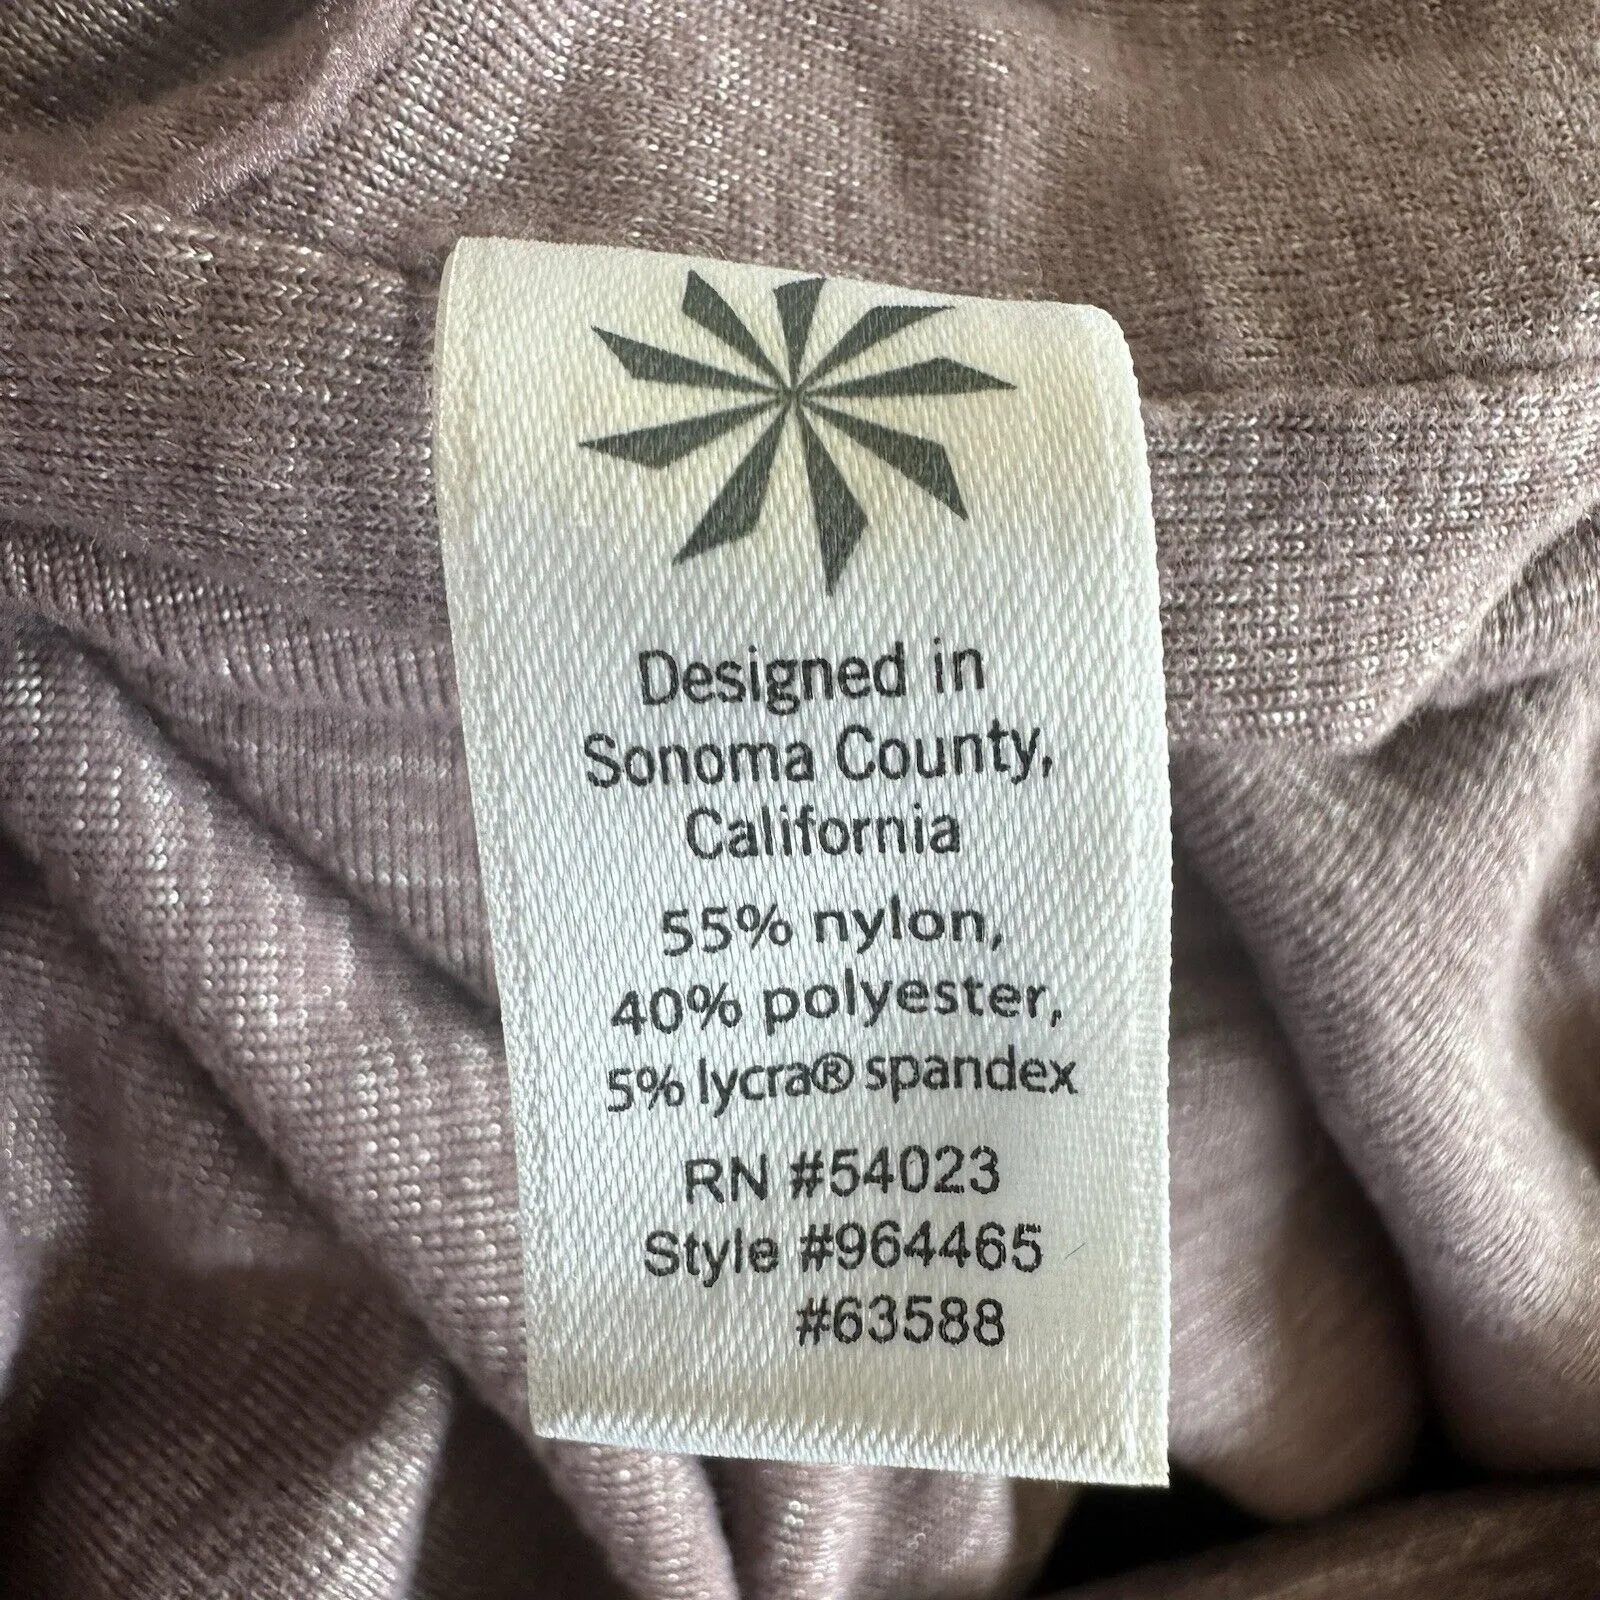 Designed in
Sonoma County,
California
55% nylon,
40% polyester,
5% lycra® spandex
RN #54023
Style #964465
#63588